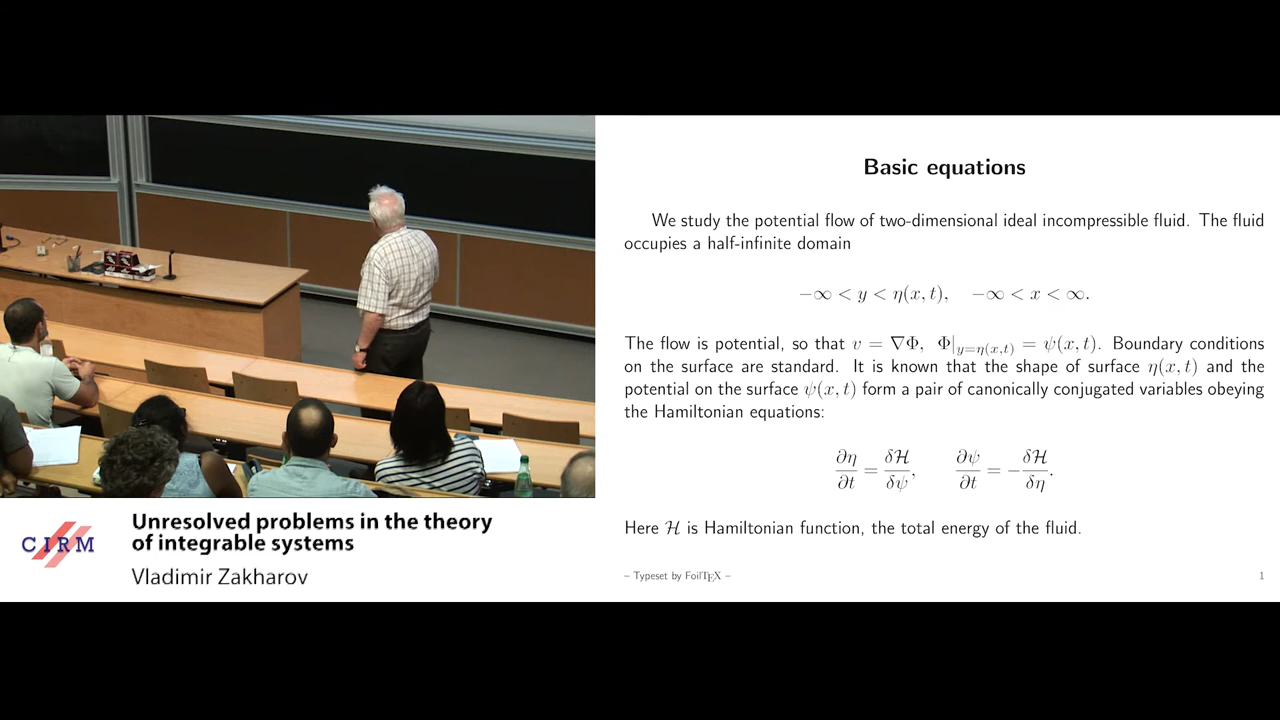 Basic equations
We study the potential flow of two-dimensional ideal incompressible fluid. The fluid
occupies a half-infinite domain
−∞ < y < η(x, t), −∞ < x < ∞.
The flow is potential, so that v = ∇Φ, Φ|_{y=η(x,t)} = ψ(x, t). Boundary conditions
on the surface are standard. It is known that the shape of surface η(x, t) and the
potential on the surface ψ(x, t) form a pair of canonically conjugated variables obeying
the Hamiltonian equations:
∂η/∂t = δℋ/δψ, ∂ψ/∂t = −δℋ/δη.
Here ℋ is Hamiltonian function, the total energy of the fluid.
– Typeset by FoilTEX – 1
CIRM
Unresolved problems in the theory
of integrable systems
Vladimir Zakharov